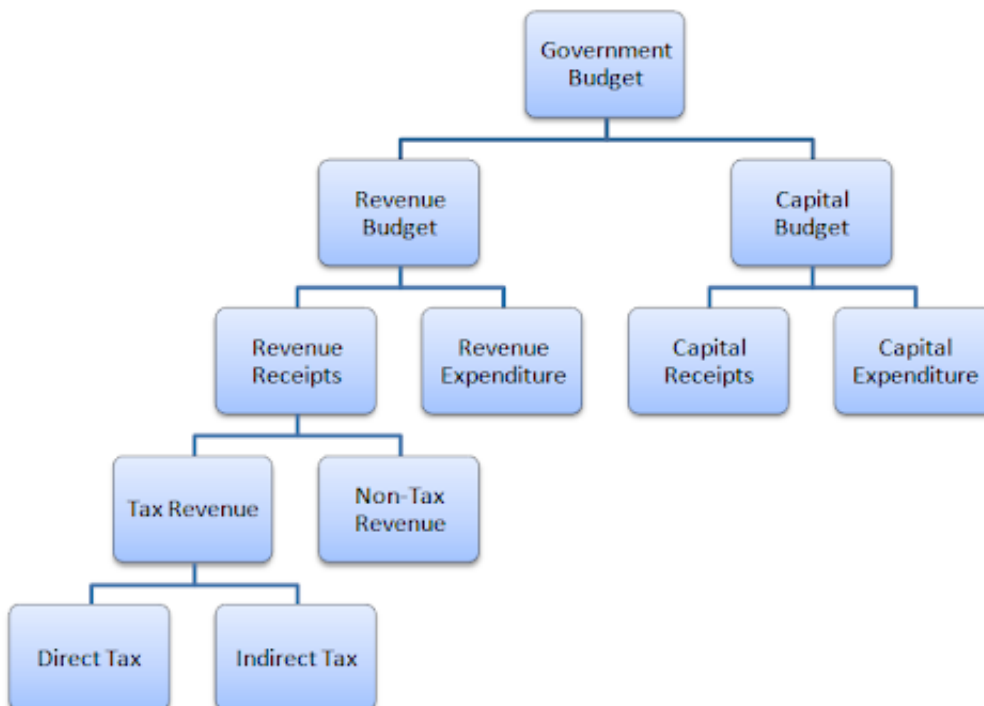 Government
Budget
Revenue
Budget
Capital
Budget
Revenue
Receipts
Revenue
Expenditure
Capital
Receipts
Capital
Expenditure
Tax Revenue
Non-Tax
Revenue
Direct Tax
Indirect Tax